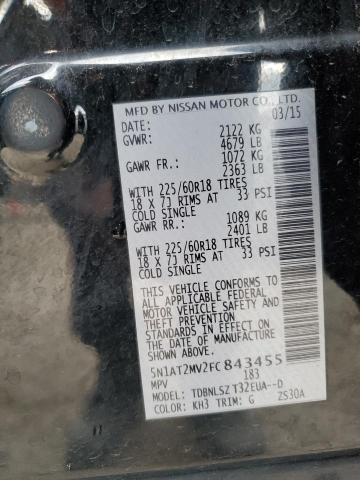 MFD BY NISSAN MOTOR CO., LTD.
DATE: 03/15
GVWR: 2122 KG
4679 LB
GAWR FR.: 1072 KG
2363 LB
WITH 225/60R18 TIRES
18 X 7J RIMS AT 33 PSI
COLD SINGLE
GAWR RR.: 1089 KG
2401 LB
WITH 225/60R18 TIRES
18 X 7J RIMS AT 33 PSI
COLD SINGLE
THIS VEHICLE CONFORMS TO
ALL APPLICABLE FEDERAL
MOTOR VEHICLE SAFETY AND
THEFT PREVENTION
STANDARDS IN EFFECT ON
THE DATE OF MANUFACTURE
SHOWN ABOVE.
5N1AT2MV2FC843455
MPV 183
MODEL: TDBNLSZ T32EUA--D
COLOR: KH3 TRIM: G ZS30A